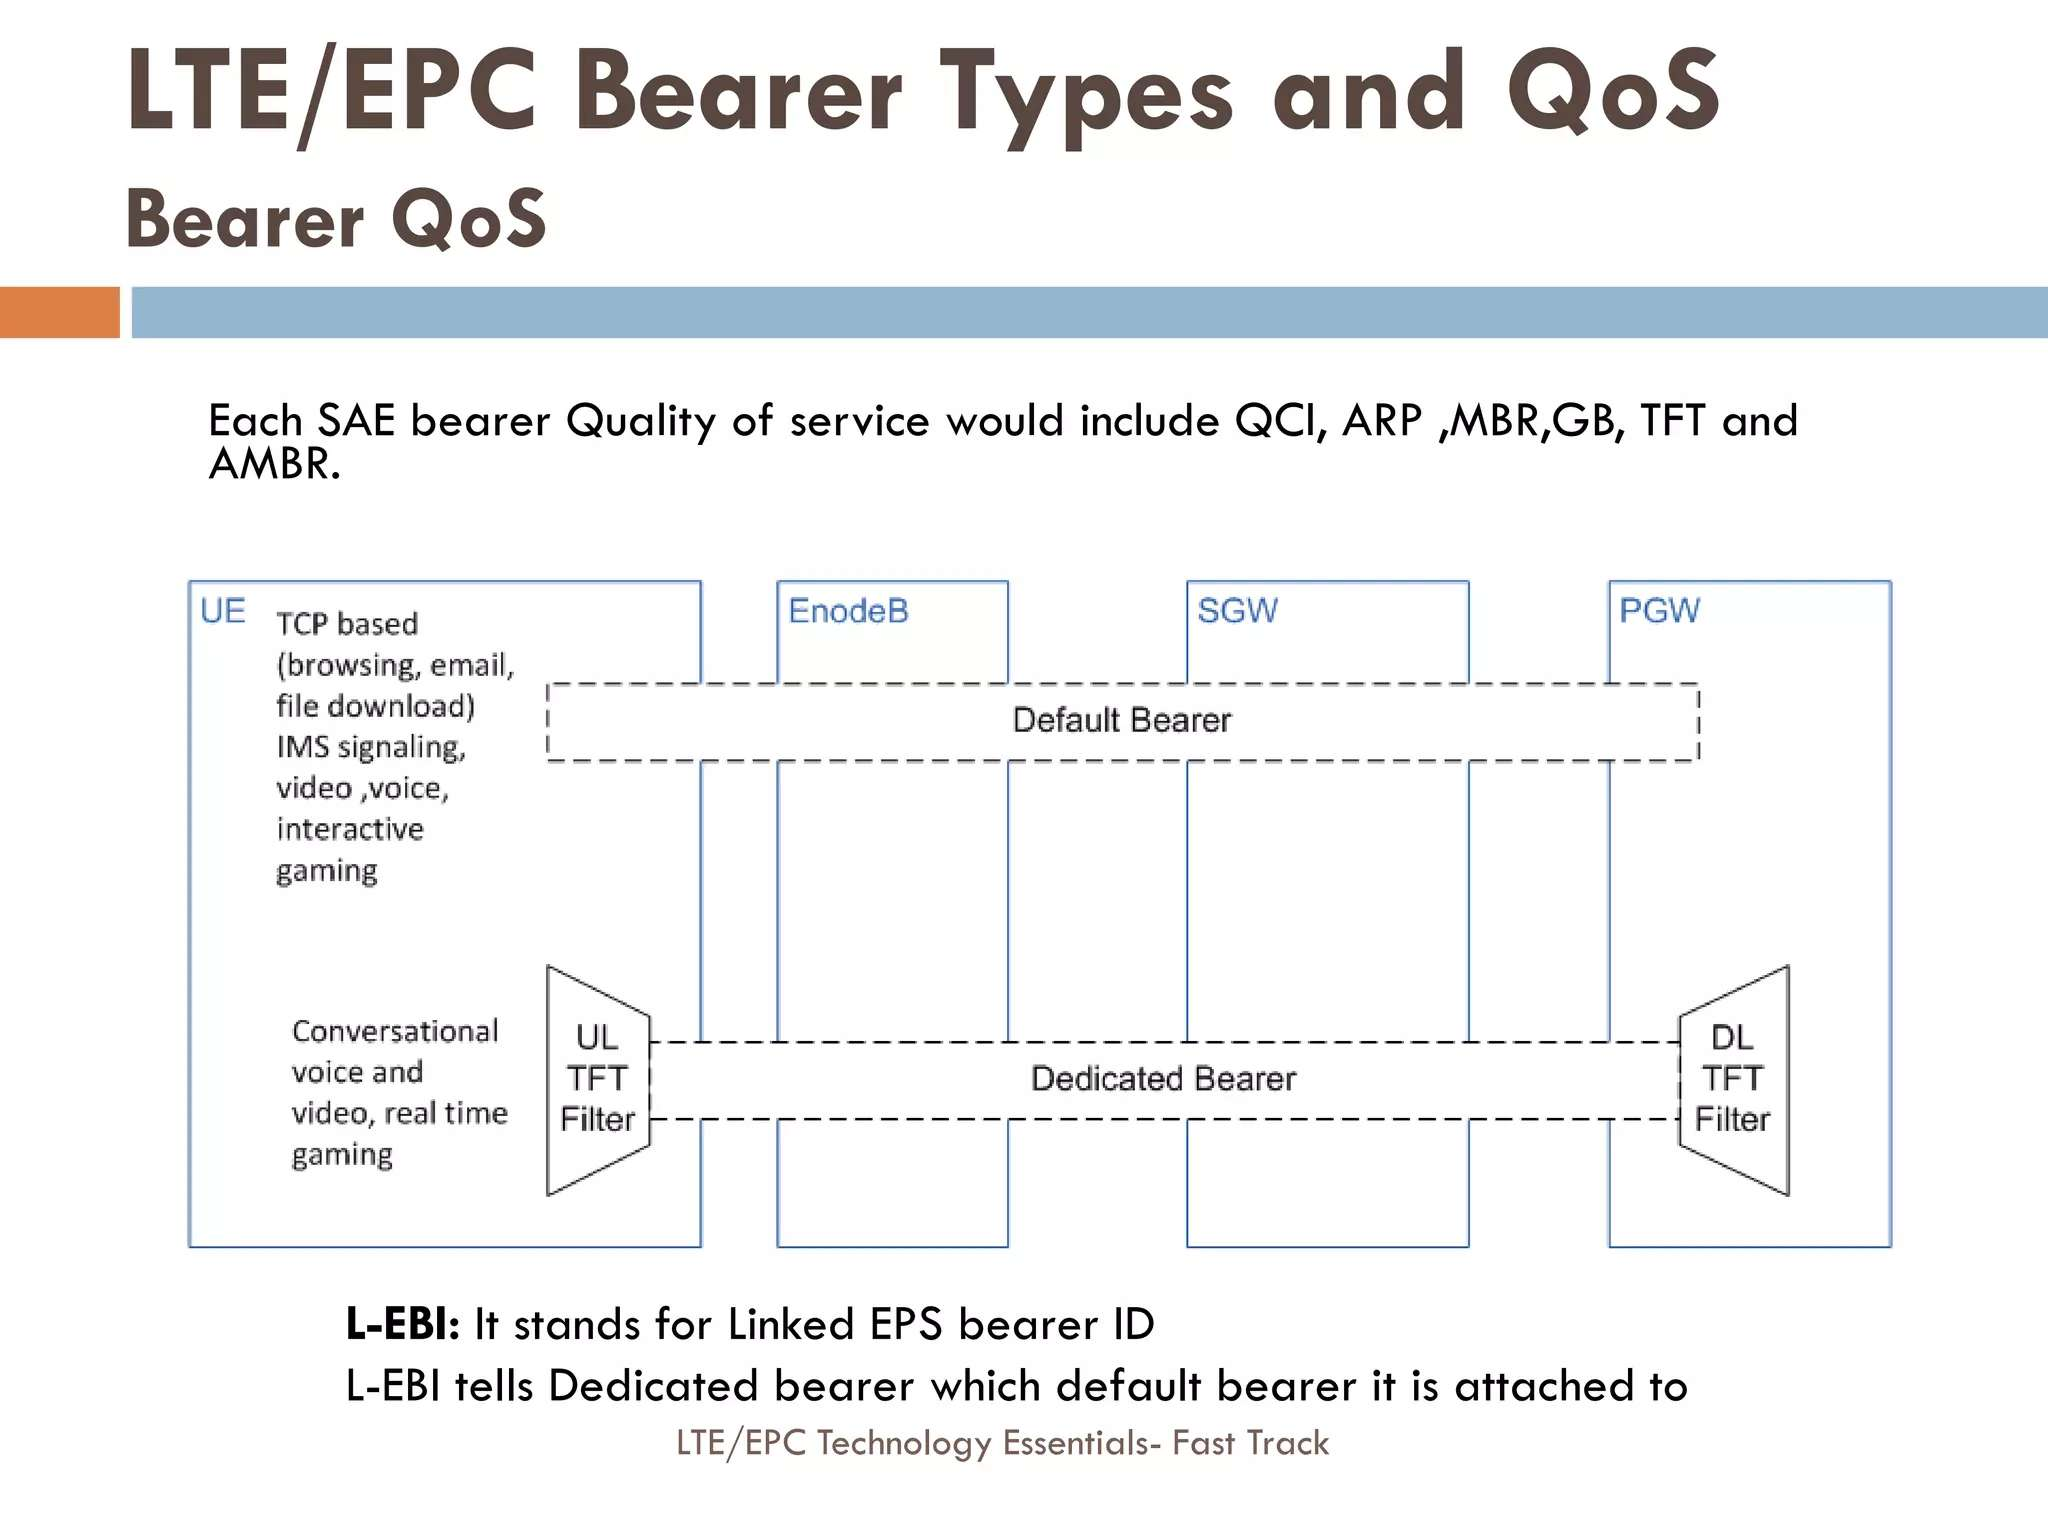 LTE/EPC Bearer Types and QoS
Bearer QoS
Each SAE bearer Quality of service would include QCI, ARP ,MBR,GB, TFT and
AMBR.
UE
TCP based
(browsing, email,
file download)
IMS signaling,
video ,voice,
interactive
gaming
EnodeB
SGW
PGW
Default Bearer
Conversational
voice and
video, real time
gaming
UL
TFT
Filter
Dedicated Bearer
DL
TFT
Filter
L-EBI: It stands for Linked EPS bearer ID
L-EBI tells Dedicated bearer which default bearer it is attached to
LTE/EPC Technology Essentials- Fast Track